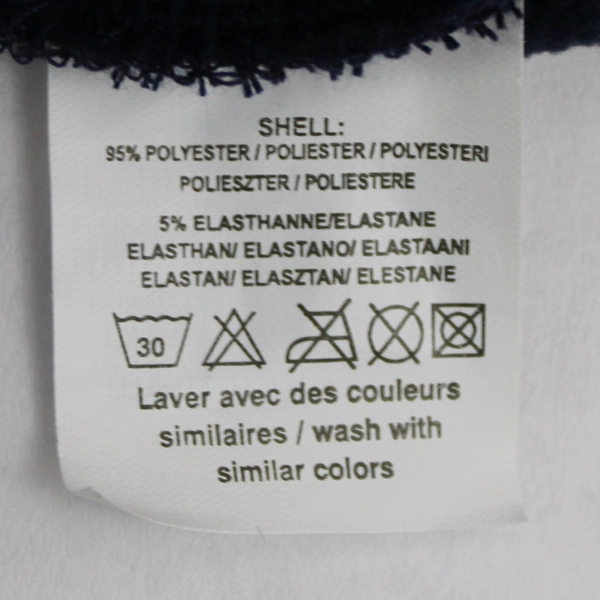 SHELL:
95% POLYESTER / POLIESTER / POLYESTERI
POLIESZTER / POLIESTERE
5% ELASTHANNE/ELASTANE
ELASTHAN/ ELASTANO/ ELASTAANI
ELASTAN/ ELASZTAN/ ELESTANE
30
Laver avec des couleurs
similaires / wash with
similar colors